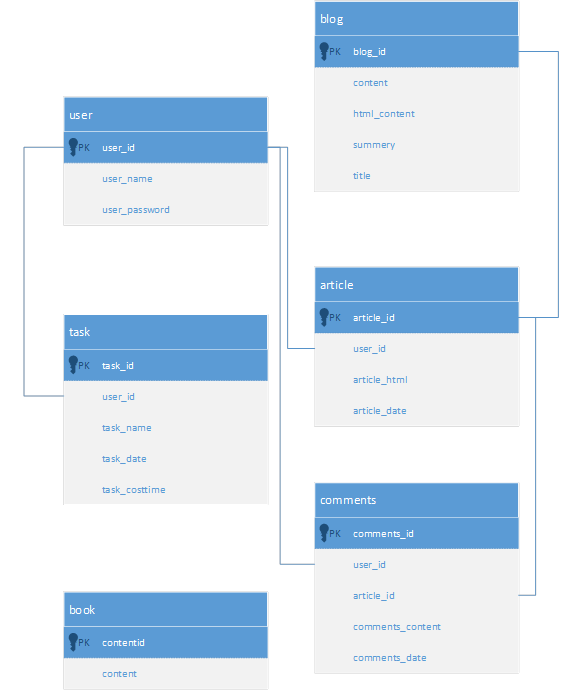 blog
PK blog_id
content
html_content
summery
title
user
PK user_id
user_name
user_password
article
PK article_id
user_id
article_html
article_date
task
PK task_id
user_id
task_name
task_date
task_costtime
comments
PK comments_id
user_id
article_id
comments_content
comments_date
book
PK contentid
content